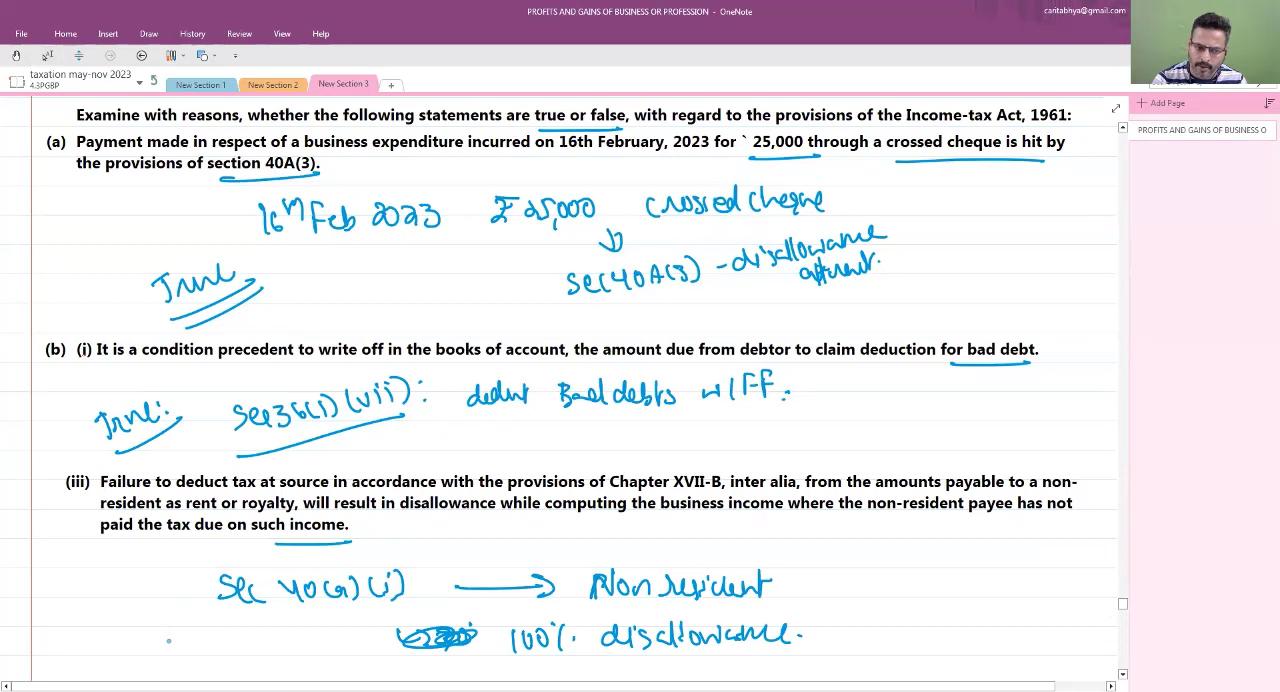 PROFITS AND GAINS OF BUSINESS OR PROFESSION - OneNote
caritabhya@gmail.com
File Home Insert Draw History Review View Help
taxation may-nov 2023
4.3PGBP
New Section 1 New Section 2 New Section 3
Add Page
PROFITS AND GAINS OF BUSINESS O
Examine with reasons, whether the following statements are true or false, with regard to the provisions of the Income-tax Act, 1961:
(a) Payment made in respect of a business expenditure incurred on 16th February, 2023 for ` 25,000 through a crossed cheque is hit by
the provisions of section 40A(3).
16th Feb 2023 ₹ 25,000 crossed cheque
Sec 40A(3) - disallowance
True
(b) (i) It is a condition precedent to write off in the books of account, the amount due from debtor to claim deduction for bad debt.
True: Sec 36(i)(vii): Bad debts w/FF.
(iii) Failure to deduct tax at source in accordance with the provisions of Chapter XVII-B, inter alia, from the amounts payable to a non-
resident as rent or royalty, will result in disallowance while computing the business income where the non-resident payee has not
paid the tax due on such income.
Sec 40(a)(i) Non resident
100% disallowance.